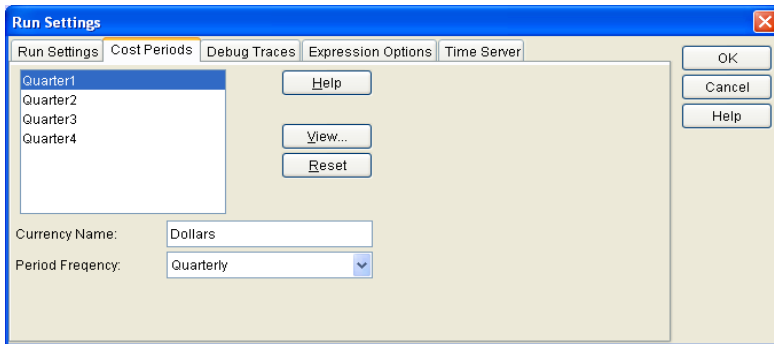 Run Settings
Run Settings Cost Periods Debug Traces Expression Options Time Server
OK
Cancel
Help
Quarter1
Quarter2
Quarter3
Quarter4
Help
View...
Reset
Currency Name: Dollars
Period Freqency: Quarterly